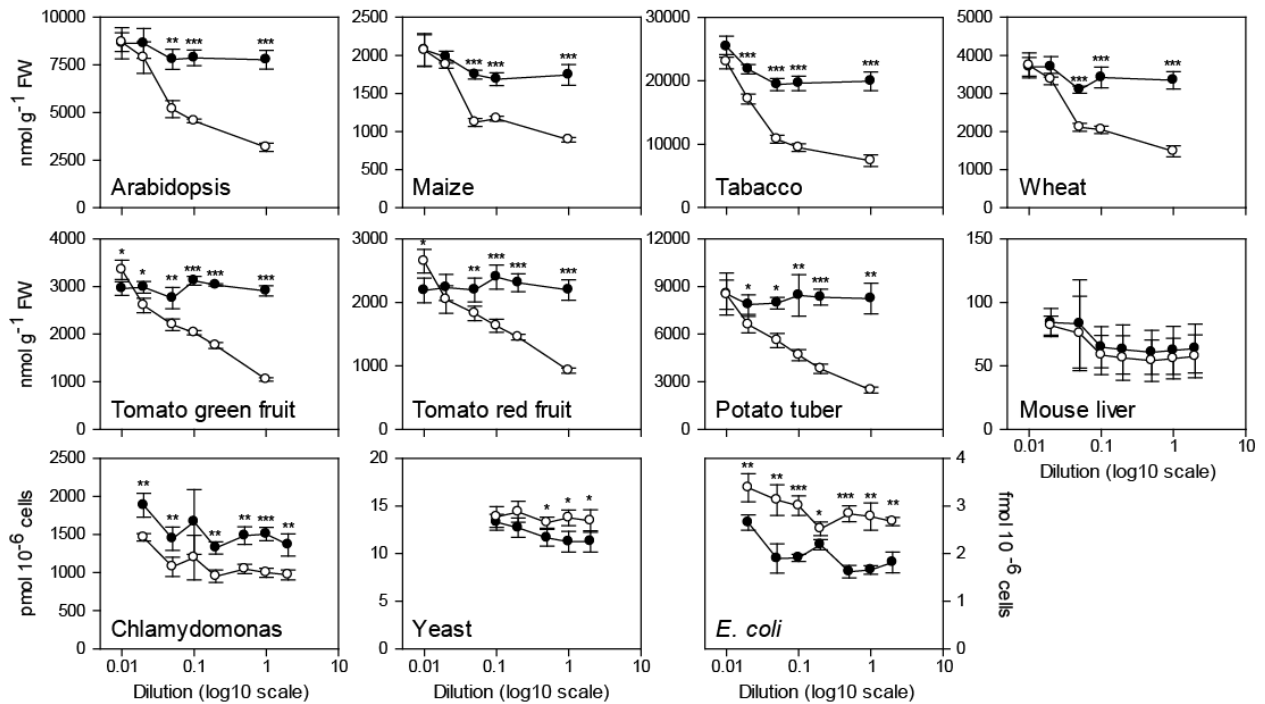 nmol g⁻¹ FW
10000
7500
5000
2500
0
** *** ***
Arabidopsis
2500
2000
1500
1000
500
0
*** *** ***
Maize
30000
20000
10000
0
*** *** *** ***
Tabacco
5000
4000
3000
2000
1000
0
*** *** ***
Wheat
nmol g⁻¹ FW
4000
3000
2000
1000
0
* * ** *** *** ***
Tomato green fruit
3000
2000
1000
0
* ** *** *** ***
Tomato red fruit
12000
9000
6000
3000
0
* * ** *** **
Potato tuber
150
100
50
0
Mouse liver
0.01 0.1 1 10
Dilution (log10 scale)
pmol 10⁻⁶ cells
2500
2000
1500
1000
500
0
** ** ** ** *** **
Chlamydomonas
0.01 0.1 1 10
Dilution (log10 scale)
20
15
10
5
0
* * *
Yeast
0.01 0.1 1 10
Dilution (log10 scale)
** ** *** * *** ** **
E. coli
4
3
2
1
0
fmol 10⁻⁶ cells
0.01 0.1 1 10
Dilution (log10 scale)